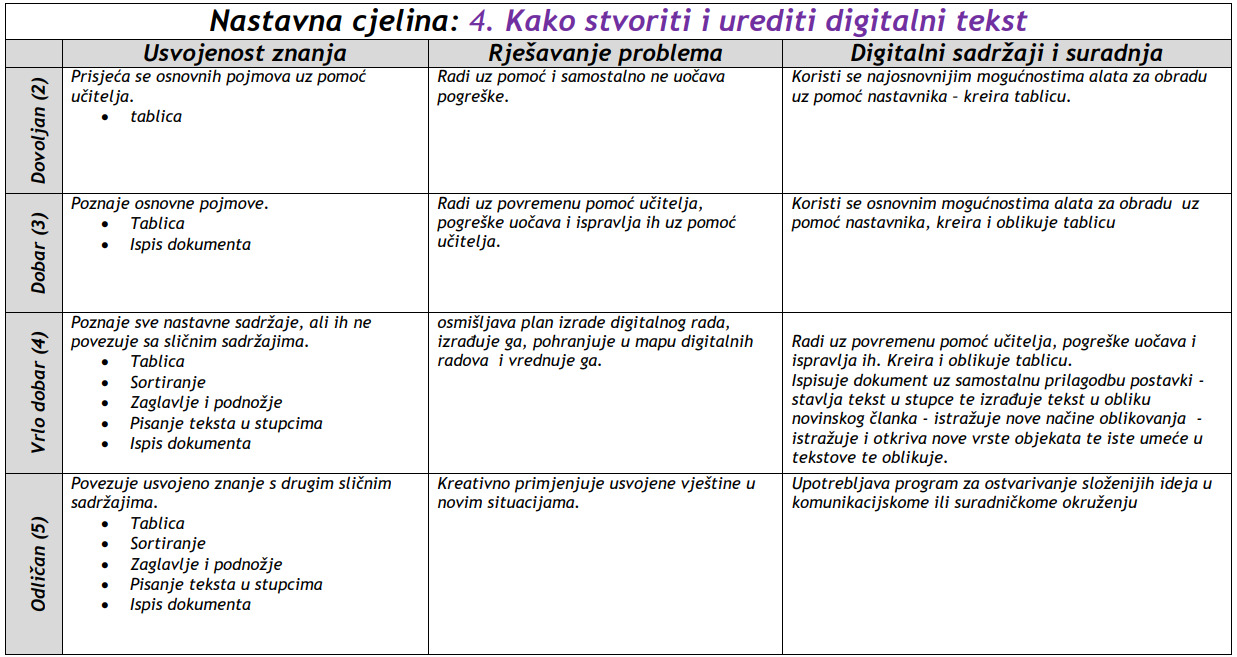 Nastavna cjelina: 4. Kako stvoriti i urediti digitalni tekst
Usvojenost znanja
Rješavanje problema
Digitalni sadržaji i suradnja
Dovoljan (2)
Prisjeća se osnovnih pojmova uz pomoć
učitelja.
• tablica
Radi uz pomoć i samostalno ne uočava
pogreške.
Koristi se najosnovnijim mogućnostima alata za obradu
uz pomoć nastavnika – kreira tablicu.
Dobar (3)
Poznaje osnovne pojmove.
• Tablica
• Ispis dokumenta
Radi uz povremenu pomoć učitelja,
pogreške uočava i ispravlja ih uz pomoć
učitelja.
Koristi se osnovnim mogućnostima alata za obradu uz
pomoć nastavnika, kreira i oblikuje tablicu
Vrlo dobar (4)
Poznaje sve nastavne sadržaje, ali ih ne
povezuje sa sličnim sadržajima.
• Tablica
• Sortiranje
• Zaglavlje i podnožje
• Pisanje teksta u stupcima
• Ispis dokumenta
osmišljava plan izrade digitalnog rada,
izrađuje ga, pohranjuje u mapu digitalnih
radova i vrednuje ga.
Radi uz povremenu pomoć učitelja, pogreške uočava i
ispravlja ih. Kreira i oblikuje tablicu.
Ispisuje dokument uz samostalnu prilagodbu postavki -
stavlja tekst u stupce te izrađuje tekst u obliku
novinskog članka - istražuje nove načine oblikovanja -
istražuje i otkriva nove vrste objekata te iste umeće u
tekstove te oblikuje.
Odličan (5)
Povezuje usvojeno znanje s drugim sličnim
sadržajima.
• Tablica
• Sortiranje
• Zaglavlje i podnožje
• Pisanje teksta u stupcima
• Ispis dokumenta
Kreativno primjenjuje usvojene vještine u
novim situacijama.
Upotrebljava program za ostvarivanje složenijih ideja u
komunikacijskome ili suradničkome okruženju